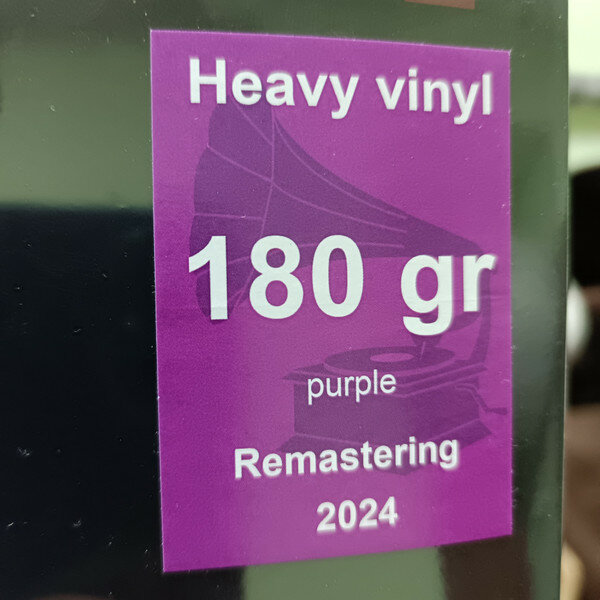 Heavy vinyl
180 gr
purple
Remastering
2024